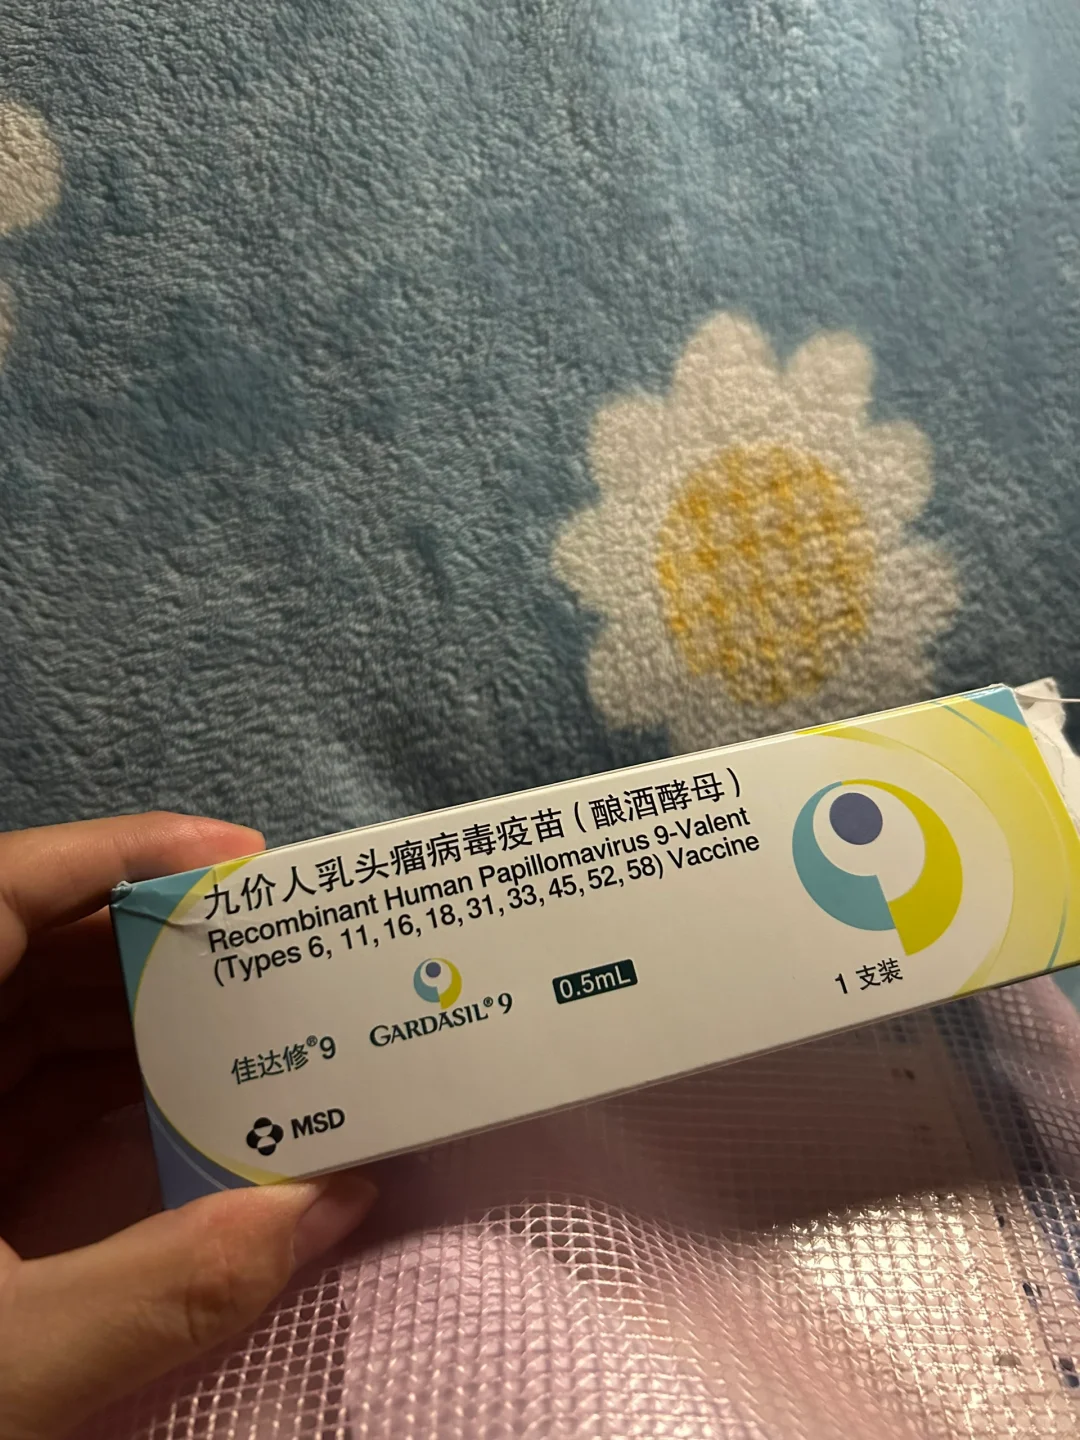 九价人乳头瘤病毒疫苗（酿酒酵母）
Recombinant Human Papillomavirus 9-Valent
(Types 6, 11, 16, 18, 31, 33, 45, 52, 58) Vaccine
佳达修®9
GARDASIL®9
0.5mL
1 支装
MSD